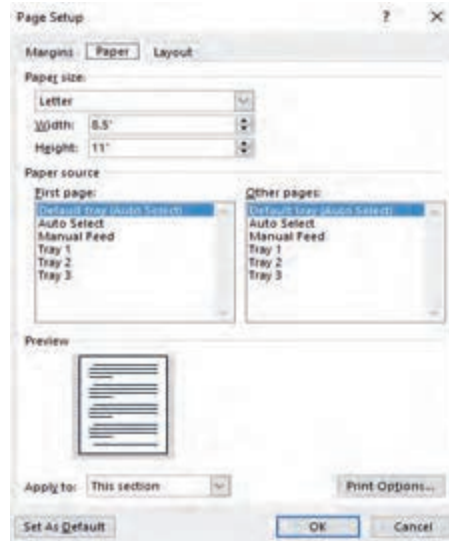 Page Setup ? ×
Margins Paper Layout
Paper size:
Letter
Width: 8.5"
Height: 11"
Paper source
First page: Other pages:
Default tray (Auto Select) Default tray (Auto Select)
Auto Select Auto Select
Manual Feed Manual Feed
Tray 1 Tray 1
Tray 2 Tray 2
Tray 3 Tray 3
Preview
Apply to: This section Print Options...
Set As Default OK Cancel